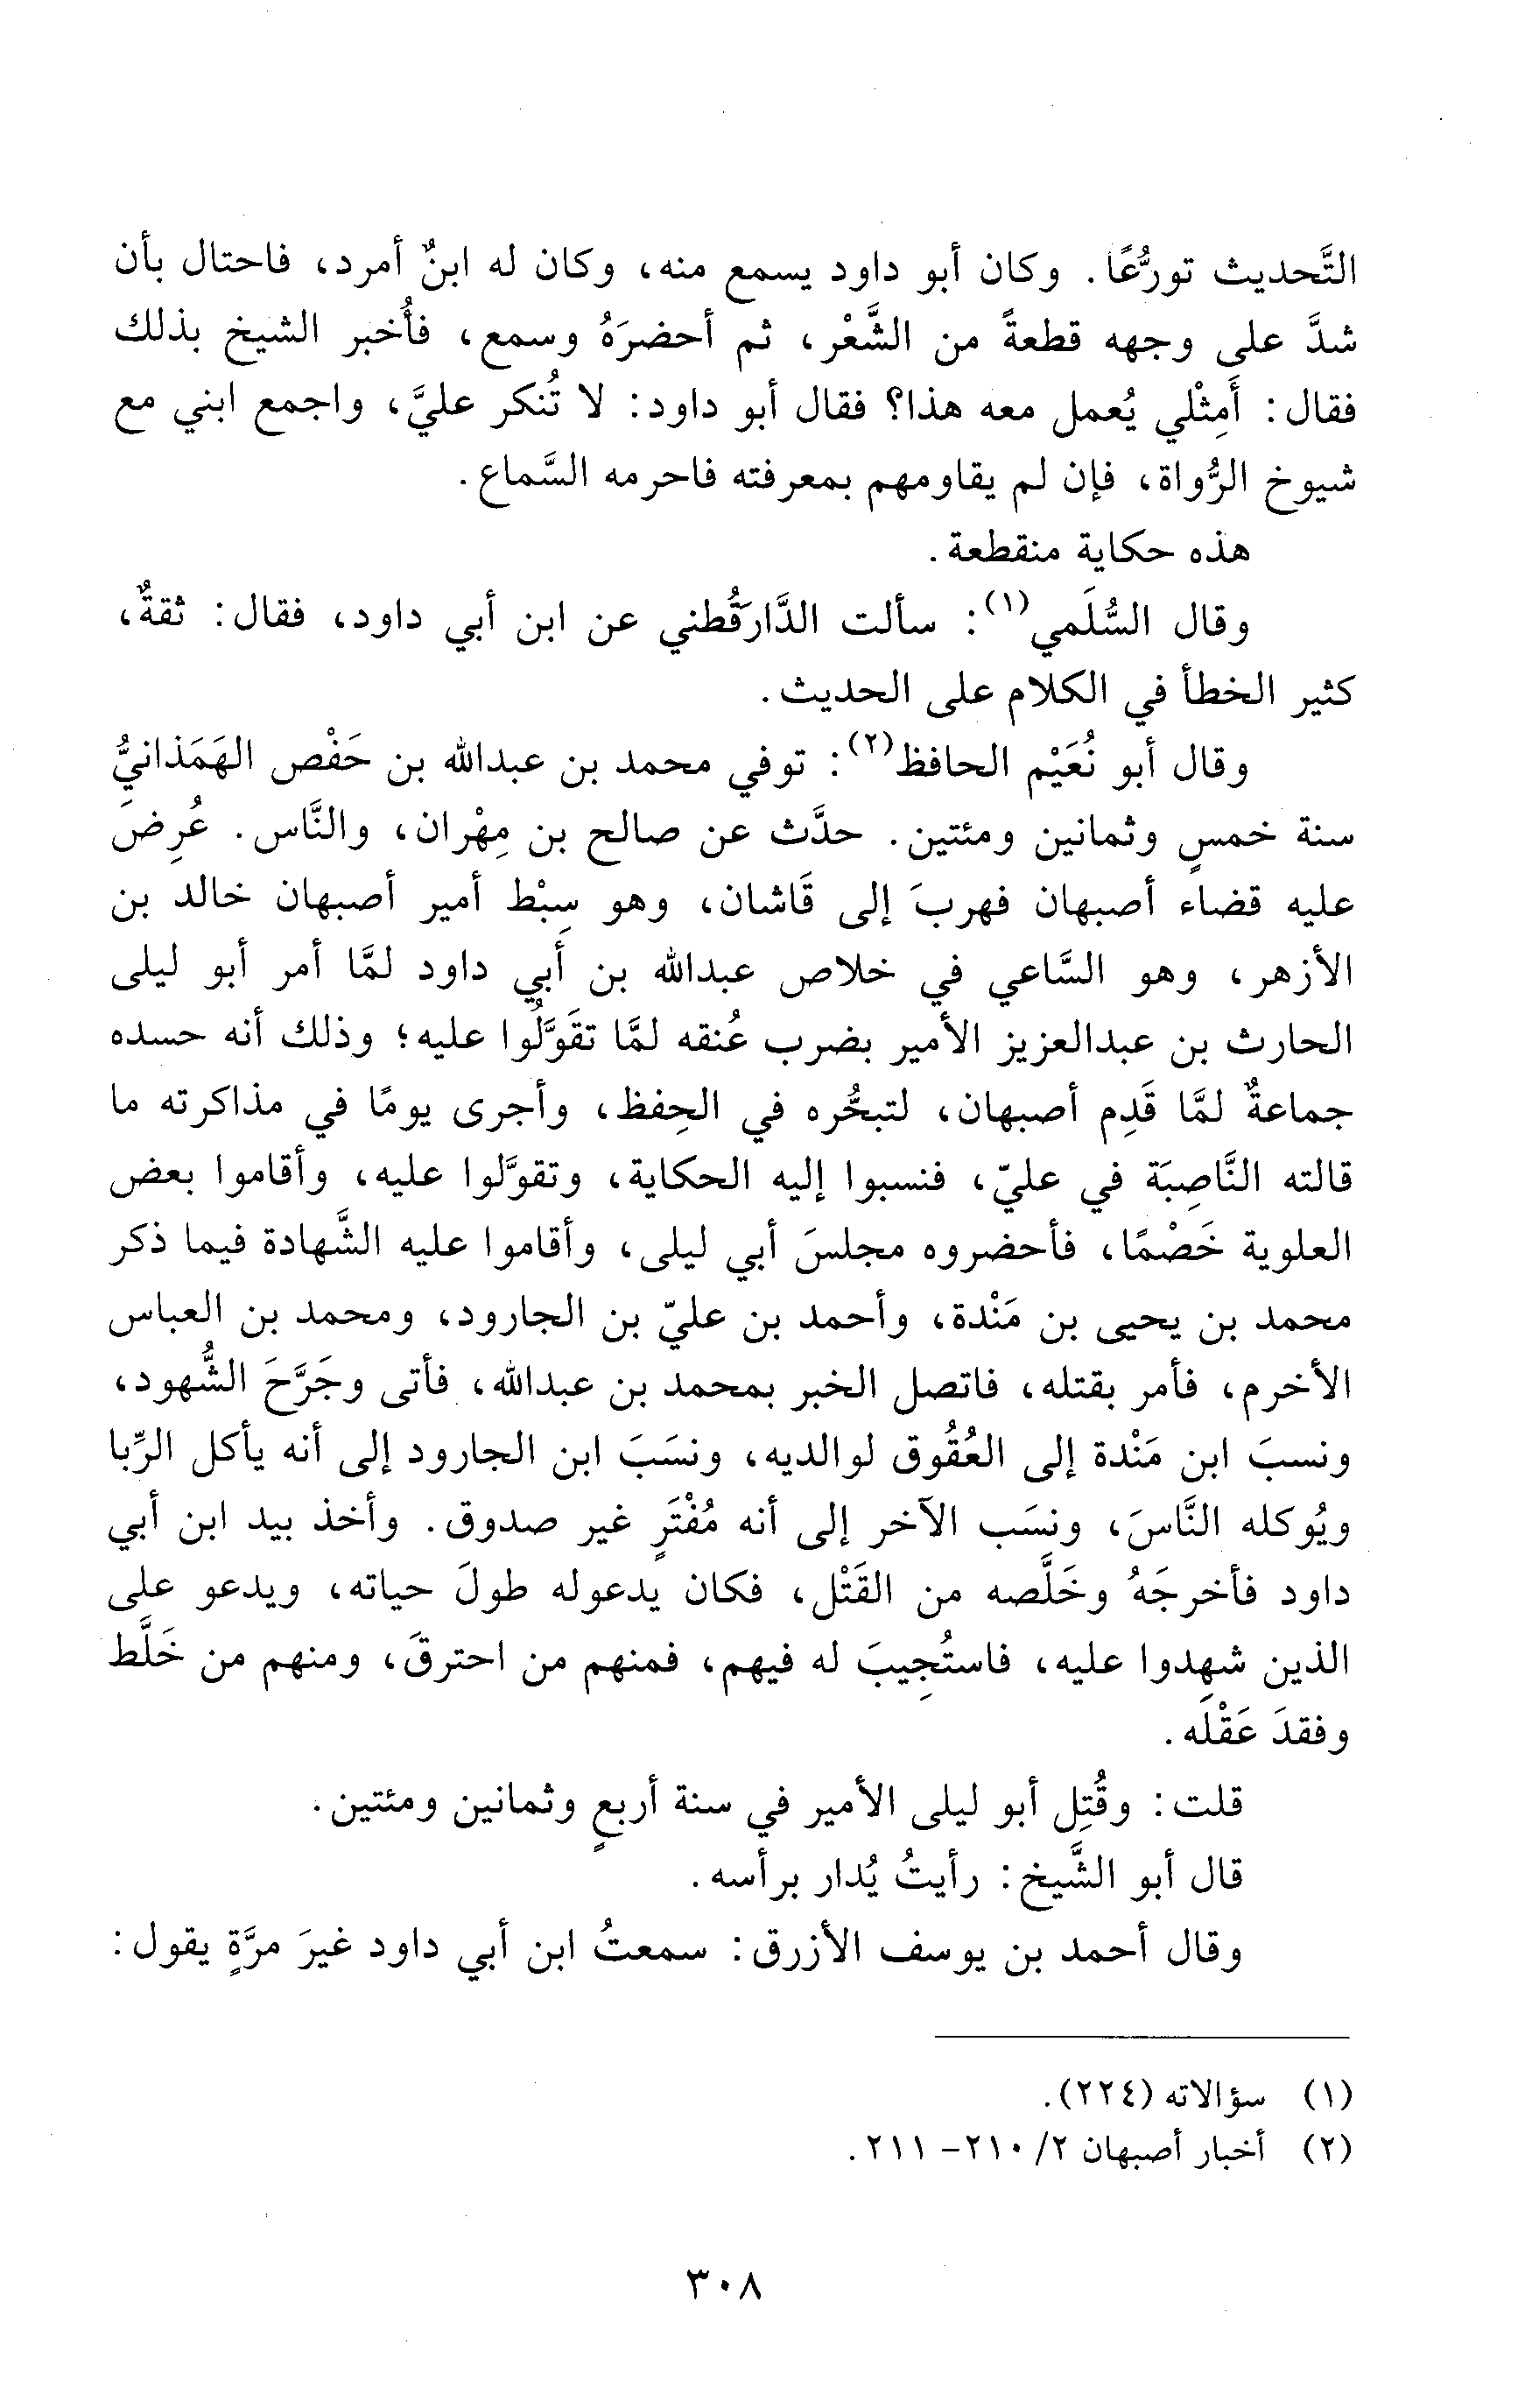 التَّحديث تورُّعًا. وكان أبو داود يسمع منه، وكان له ابنٌ أمرد، فاحتال بأن
شدَّ على وجهه قطعةً من الشَّعْر، ثم أحضرَهُ وسمع، فأُخبر الشيخ بذلك
فقال: أَمِثْلي يُعمل معه هذا؟ فقال أبو داود: لا تُنكر عليَّ، واجمع ابني مع
شيوخ الرُّواة، فإن لم يقاومهم بمعرفته فاحرمه السَّماع.
هذه حكاية منقطعة.
وقال السُّلَمي(١): سألت الدَّارَقُطني عن ابن أبي داود، فقال: ثقةٌ،
كثير الخطأ في الكلام على الحديث.
وقال أبو نُعَيْم الحافظ(٢): توفي محمد بن عبدالله بن حَفْص الهَمَذانيُّ
سنة خمسٍ وثمانين ومئتين. حدَّث عن صالح بن مِهْران، والنَّاس. عُرِضَ
عليه قضاء أصبهان فهربَ إلى قَاشان، وهو سِبْط أمير أصبهان خالد بن
الأزهر، وهو السَّاعي في خلاص عبدالله بن أَبي داود لمَّا أمر أبو ليلى
الحارث بن عبدالعزيز الأمير بضرب عُنقه لمَّا تقَوَّلُوا عليه؛ وذلك أنه حسده
جماعةٌ لمَّا قَدِم أصبهان، لتبحُّره في الحِفظ، وأجرى يومًا في مذاكرته ما
قالته النَّاصِبَة في عليّ، فنسبوا إليه الحكاية، وتقوَّلوا عليه، وأقاموا بعض
العلوية خَصْمًا، فأحضروه مجلسَ أبي ليلى، وأقاموا عليه الشَّهادة فيما ذكر
محمد بن يحيى بن مَنْدة، وأحمد بن عليّ بن الجارود، ومحمد بن العباس
الأخرم، فأمر بقتله، فاتصل الخبر بمحمد بن عبدالله، فأتى وجَرَّحَ الشُّهود،
ونسبَ ابن مَنْدة إلى العُقُوق لوالديه، ونسَبَ ابن الجارود إلى أنه يأكل الرِّبا
ويُوكله النَّاسَ، ونسَب الآخر إلى أنه مُفْتَرٍ غير صدوق. وأخذ بيد ابن أبي
داود فأخرجَهُ وخَلَّصه من القَتْل، فكان يدعوله طولَ حياته، ويدعو على
الذين شهِدوا عليه، فاستُجِيبَ له فيهم، فمنهم من احترقَ، ومنهم من خَلَّط
وفقدَ عَقْلَه.
قلت: وقُتِل أبو ليلى الأمير في سنة أربعٍ وثمانين ومئتين.
قال أبو الشَّيخ: رأيتُ يُدار برأسه.
وقال أحمد بن يوسف الأزرق: سمعتُ ابن أبي داود غيرَ مرَّةٍ يقول:
(١) سؤالاته (٢٢٤).
(٢) أخبار أصبهان ٢/ ٢١٠- ٢١١.
٣٠٨